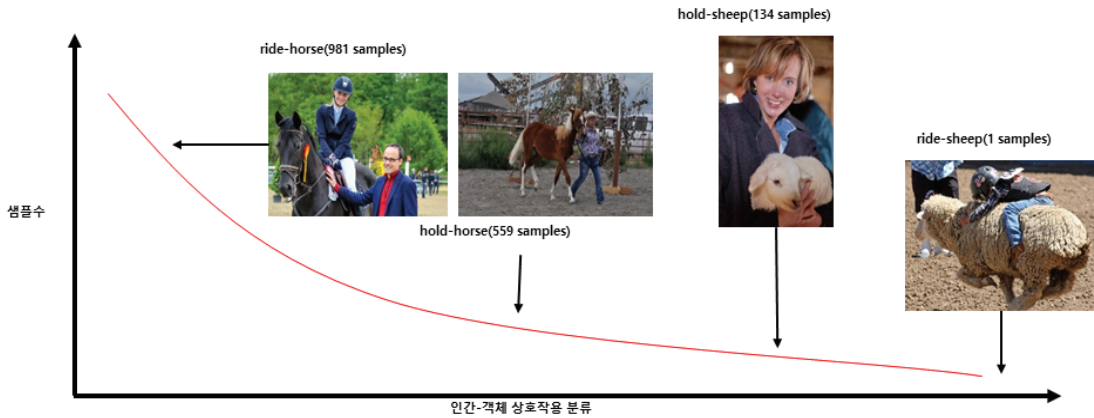 hold-sheep(134 samples)
ride-horse(981 samples)
ride-sheep(1 samples)
샘플수
hold-horse(559 samples)
인간-객체 상호작용 분류